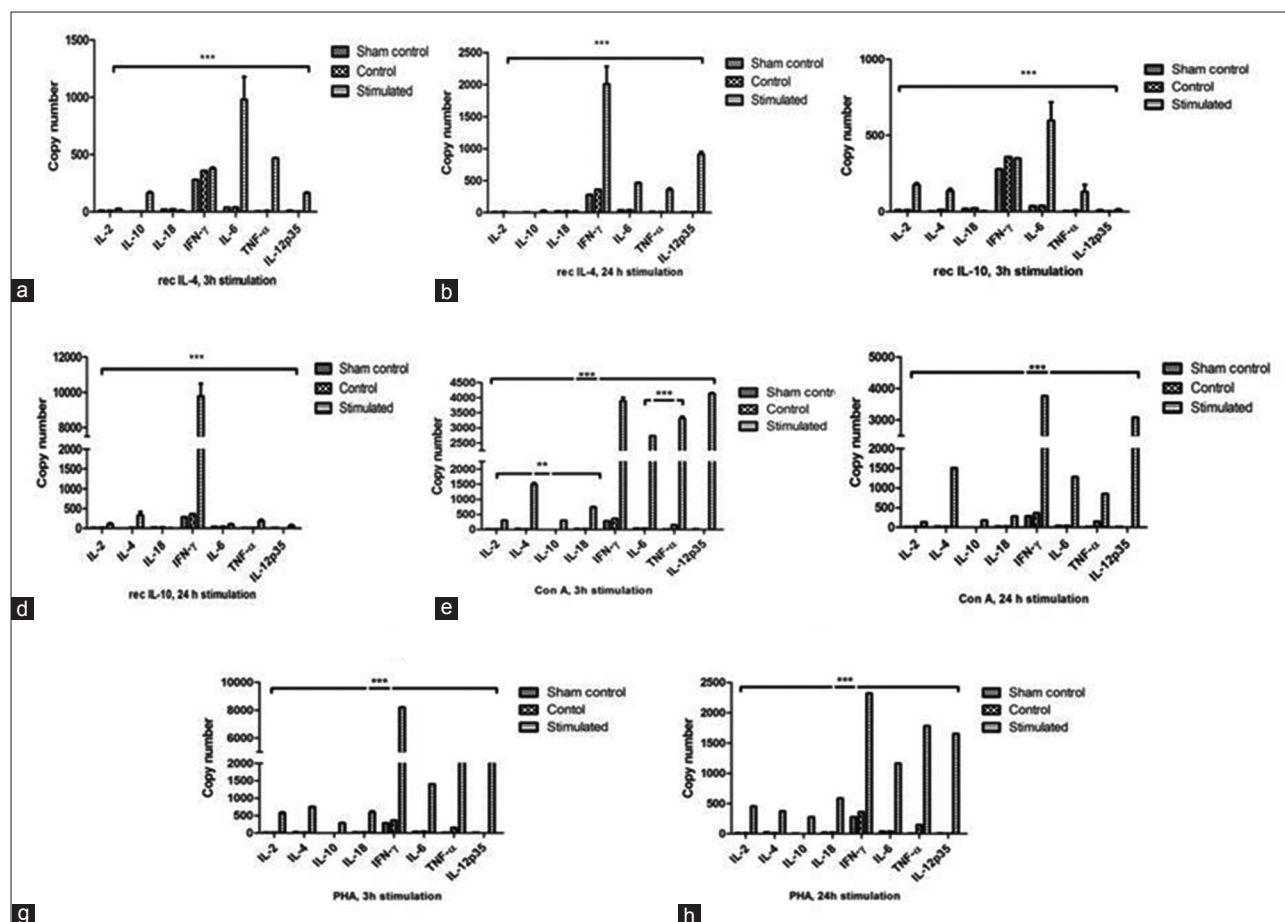 1500
1000
500
0
Copy number
***
Sham control
Control
Stimulated
IL-2
IL-10
IL-18
IFN-γ
IL-6
TNF-α
IL-12p35
rec IL-4, 3h stimulation
a
2500
2000
1500
1000
500
0
Copy number
***
Sham control
Control
Stimulated
IL-2
IL-10
IL-18
IFN-γ
IL-6
TNF-α
IL-12p35
rec IL-4, 24 h stimulation
b
1000
500
0
Copy number
***
Sham control
Control
Stimulated
IL-2
IL-4
IL-18
IFN-γ
IL-6
TNF-α
IL-12p35
rec IL-10, 3h stimulation
12000
10000
8000
6000
4000
2000
2000
1500
1000
500
0
Copy number
***
Sham control
Control
Stimulated
IL-2
IL-4
IL-18
IFN-γ
IL-6
TNF-α
IL-12p35
rec IL-10, 24 h stimulation
d
4500
4000
3500
3000
2500
2000
1500
1000
500
0
Copy number
***
***
**
Sham contr
Control
Stimulated
IL-2
IL-4
IL-10
IL-18
IFN-γ
IL-6
TNF-α
IL-12p35
Con A, 3h stimulation
e
5000
4000
3000
2000
1500
1000
500
0
Copy number
***
Sham control
Control
Stimulated
IL-2
IL-4
IL-10
IL-18
IFN-γ
IL-6
TNF-α
IL-12p35
Con A, 24h stimulation
10000
8000
6000
2000
1500
1000
500
0
Copy number
***
Sham control
Contol
Stimulated
IL-2
IL-4
IL-10
IL-18
IFN-γ
IL-6
TNF-α
IL-12p35
PHA, 3h stimulation
g
2500
2000
1500
1000
500
0
Copy number
***
Sham control
Control
Stimulated
IL-2
IL-4
IL-10
IL-18
IFN-γ
IL-6
TNF-α
IL-12p35
PHA, 24h stimulation
h